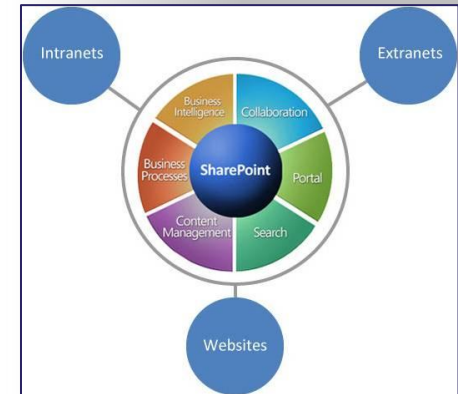 Intranets
Extranets
Business
Intelligence
Collaboration
Business
Processes
SharePoint
Portal
Content
Management
Search
Websites